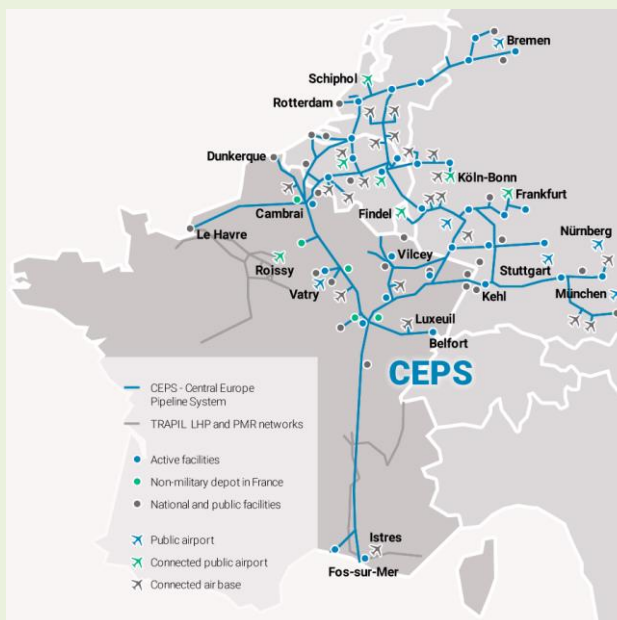 Bremen
Schiphol
Rotterdam
Dunkerque
Köln-Bonn
Frankfurt
Cambrai
Findel
Le Havre
Nürnberg
Vilcey
Roissy
Stuttgart
Vatry
Kehl
München
Luxeuil
Belfort
CEPS
CEPS - Central Europe
Pipeline System
TRAPIL LHP and PMR networks
Active facilities
Non-military depot in France
National and public facilities
Public airport
Connected public airport
Connected air base
Istres
Fos-sur-Mer